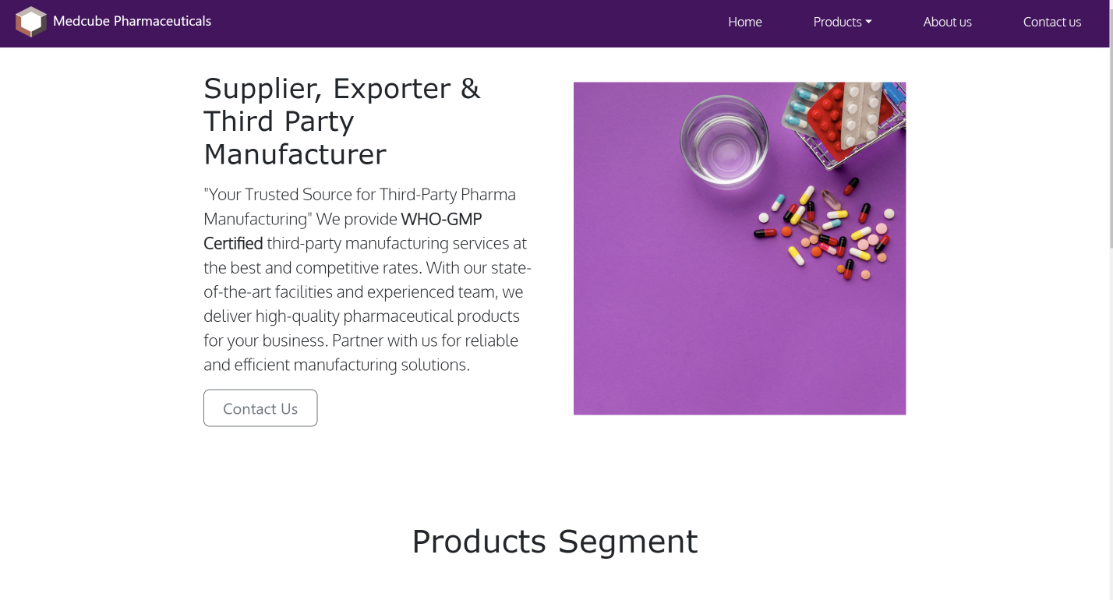 Medcube Pharmaceuticals
Home
Products
About us
Contact us
Supplier, Exporter &
Third Party
Manufacturer
"Your Trusted Source for Third-Party Pharma
Manufacturing" We provide WHO-GMP
Certified third-party manufacturing services at
the best and competitive rates. With our state-
of-the-art facilities and experienced team, we
deliver high-quality pharmaceutical products
for your business. Partner with us for reliable
and efficient manufacturing solutions.
Contact Us
Products Segment